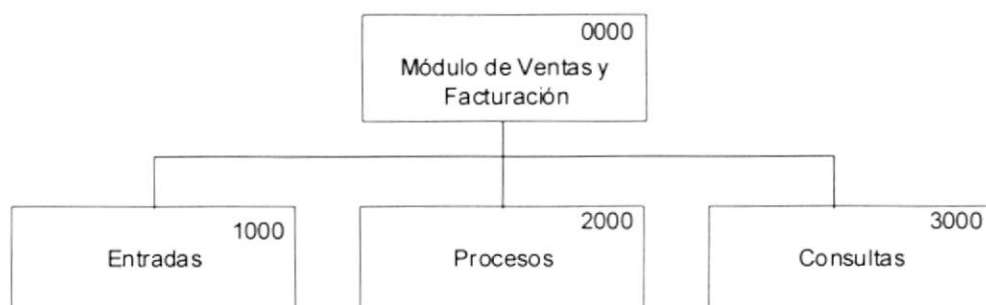 0000
Módulo de Ventas y
Facturación
1000
Entradas
2000
Procesos
3000
Consultas